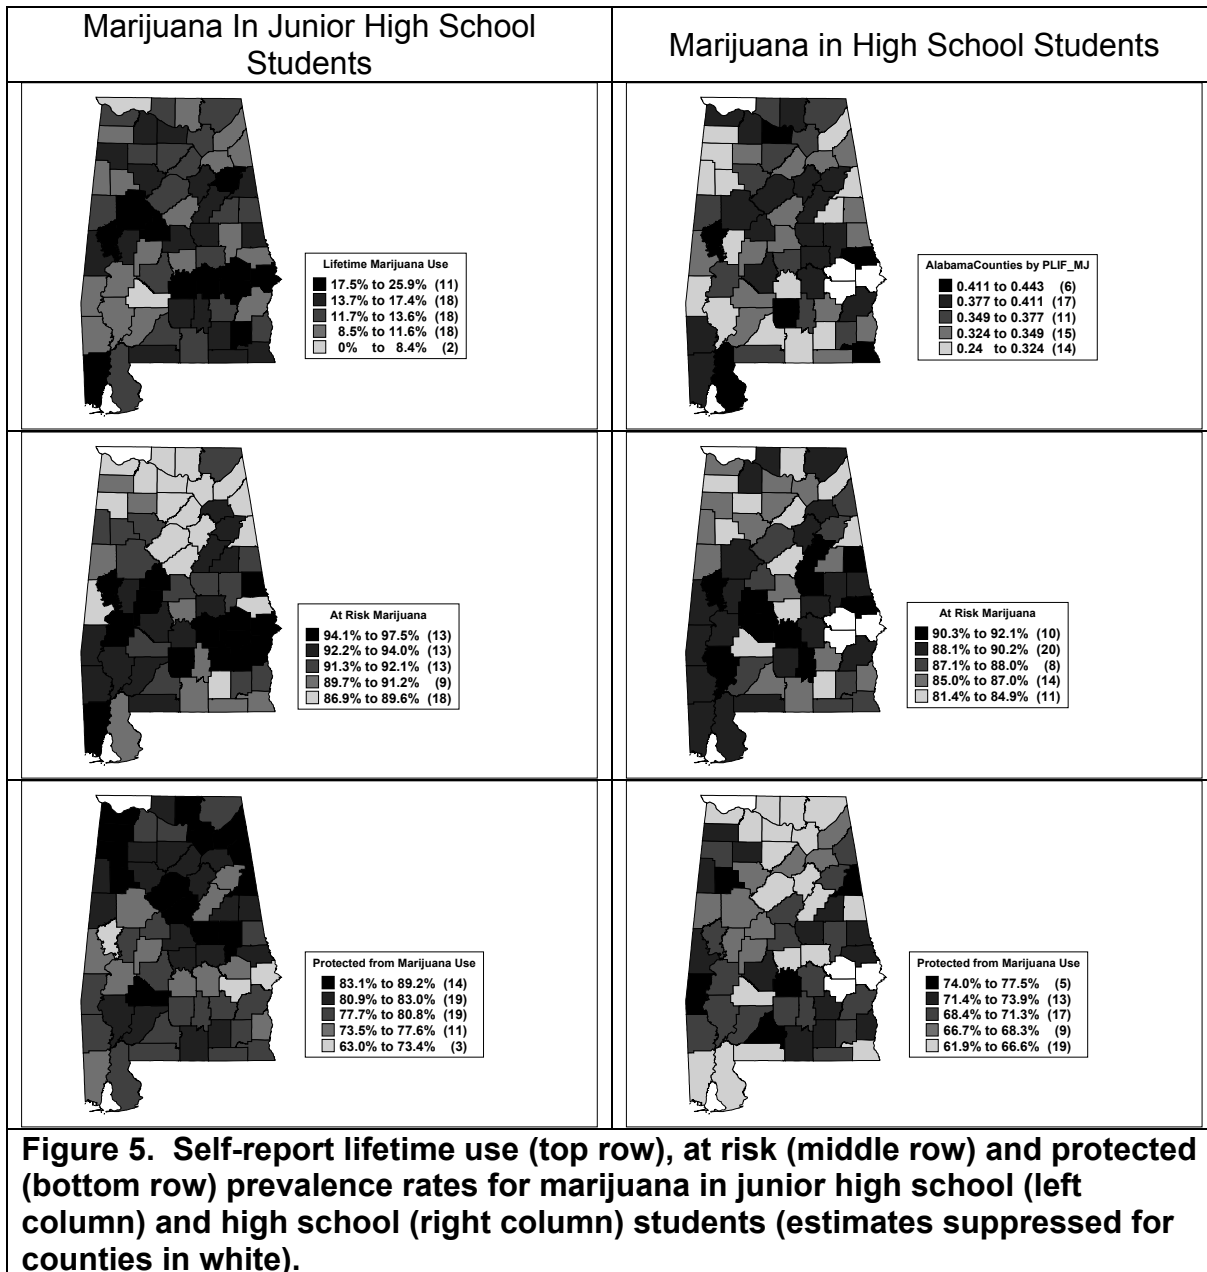 Marijuana In Junior High School
Students
Marijuana in High School Students
Lifetime Marijuana Use
17.5% to 25.9% (11)
13.7% to 17.4% (18)
11.7% to 13.6% (18)
8.5% to 11.6% (18)
0% to 8.4% (2)
AlabamaCounties by PLIF_MJ
0.411 to 0.443 (6)
0.377 to 0.411 (17)
0.349 to 0.377 (11)
0.324 to 0.349 (15)
0.24 to 0.324 (14)
At Risk Marijuana
94.1% to 97.5% (13)
92.2% to 94.0% (13)
91.3% to 92.1% (13)
89.7% to 91.2% (9)
86.9% to 89.6% (18)
At Risk Marijuana
90.3% to 92.1% (10)
88.1% to 90.2% (20)
87.1% to 88.0% (8)
85.0% to 87.0% (14)
81.4% to 84.9% (11)
Protected from Marijuana Use
83.1% to 89.2% (14)
80.9% to 83.0% (19)
77.7% to 80.8% (19)
73.5% to 77.6% (11)
63.0% to 73.4% (3)
Protected from Marijuana Use
74.0% to 77.5% (5)
71.4% to 73.9% (13)
68.4% to 71.3% (17)
66.7% to 68.3% (9)
61.9% to 66.6% (19)
Figure 5. Self-report lifetime use (top row), at risk (middle row) and protected
(bottom row) prevalence rates for marijuana in junior high school (left
column) and high school (right column) students (estimates suppressed for
counties in white).